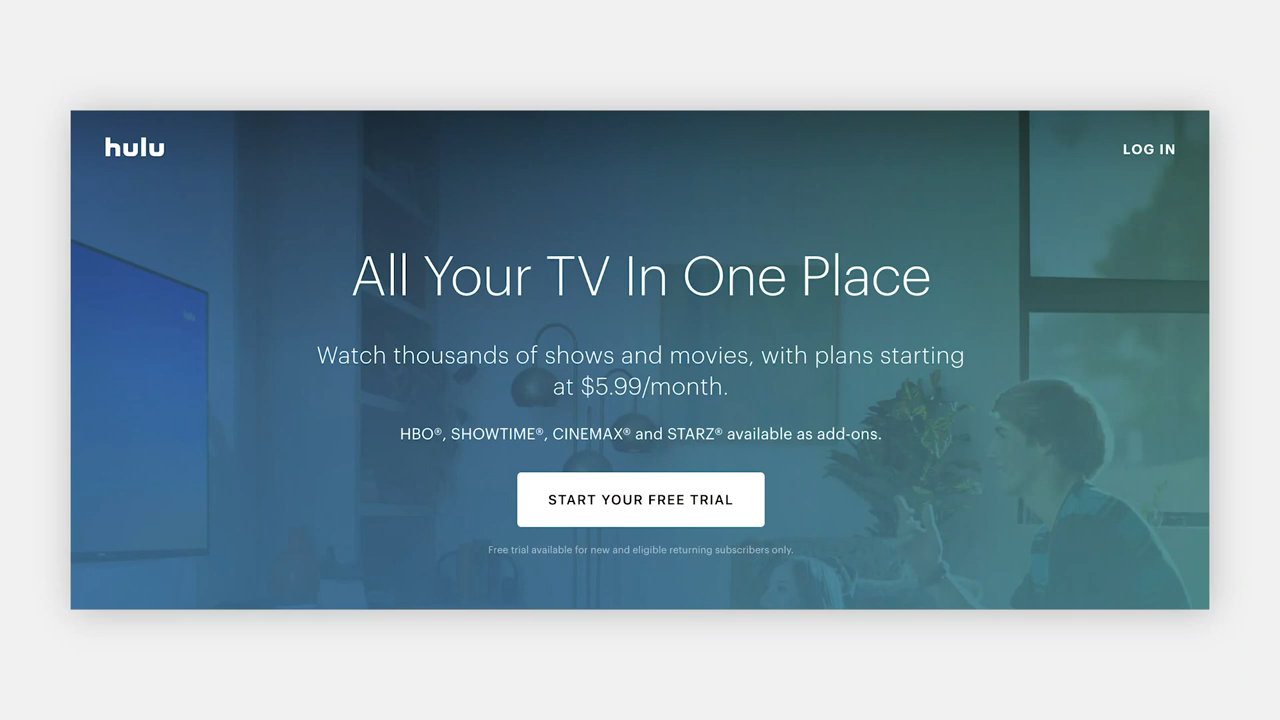 hulu
LOG IN
All Your TV In One Place
Watch thousands of shows and movies, with plans starting
at $5.99/month.
HBO®, SHOWTIME®, CINEMAX® and STARZ® available as add-ons.
START YOUR FREE TRIAL
Free trial available for new and eligible returning subscribers only.